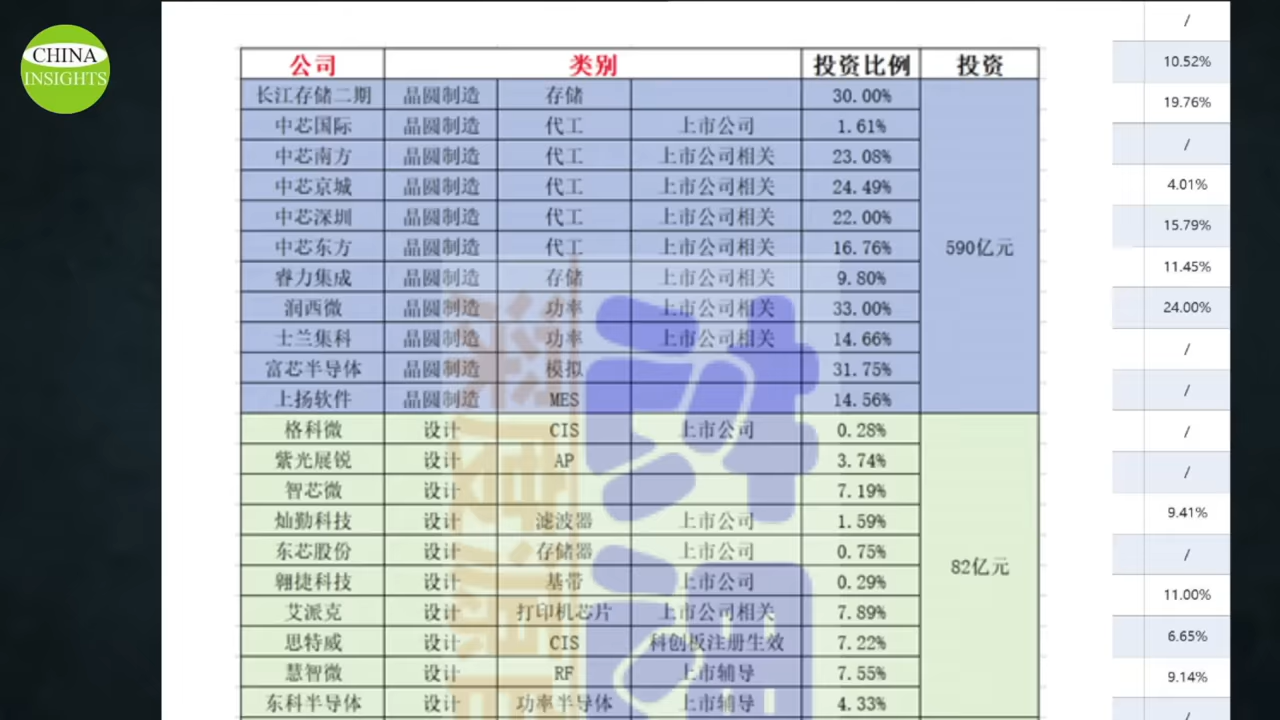 CHINA
INSIGHTS
公司 类别 投资比例 投资
长江存储二期 晶圆制造 存储 30.00%
中芯国际 晶圆制造 代工 上市公司 1.61%
中芯南方 晶圆制造 代工 上市公司相关 23.08%
中芯京城 晶圆制造 代工 上市公司相关 24.49%
中芯深圳 晶圆制造 代工 上市公司相关 22.00%
中芯东方 晶圆制造 代工 上市公司相关 16.76% 590亿元
睿力集成 晶圆制造 存储 上市公司相关 9.80%
润西微 晶圆制造 功率 上市公司相关 33.00%
士兰集科 晶圆制造 功率 上市公司相关 14.66%
富芯半导体 晶圆制造 模拟 31.75%
上扬软件 晶圆制造 MES 14.56%
格科微 设计 CIS 上市公司 0.28%
紫光展锐 设计 AP 3.74%
智芯微 设计 7.19%
灿勤科技 设计 滤波器 上市公司 1.59%
东芯股份 设计 存储器 上市公司 0.75%
翱捷科技 设计 基带 上市公司 0.29%
82亿元
艾派克 设计 打印机芯片 上市公司相关 7.89%
思特威 设计 CIS 科创板注册生效 7.22%
慧智微 设计 RF 上市辅导 7.55%
东科半导体 设计 功率半导体 上市辅导 4.33%
/
10.52%
19.76%
/
4.01%
15.79%
11.45%
24.00%
/
/
/
/
9.41%
/
11.00%
6.65%
9.14%
/